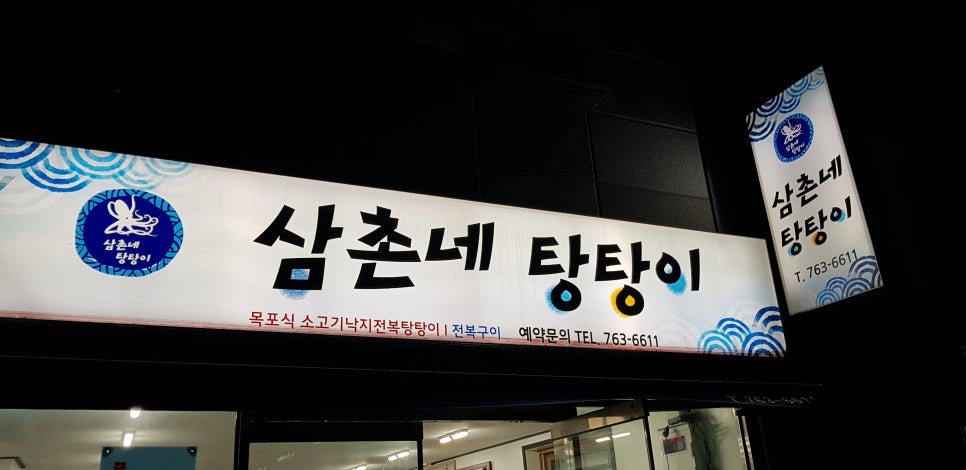 삼촌네
탕탕이
삼촌네 탕탕이
목포식 소고기낙지전복탕탕이 | 전복구이 예약문의 TEL. 763-6611
삼촌네
탕탕이
삼촌네
탕탕이
T. 763-6611
T. 763-661